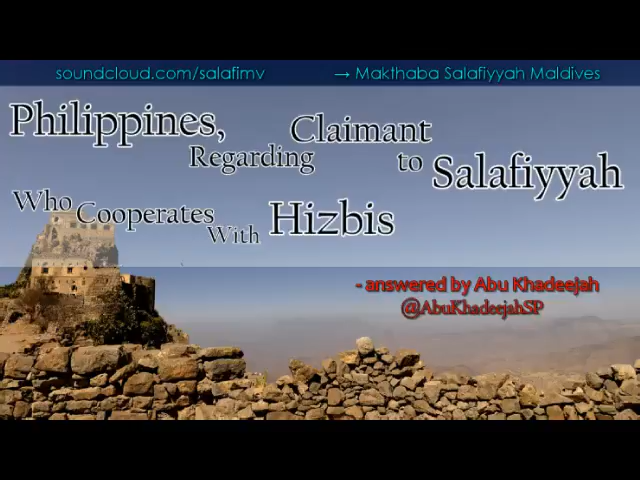 soundcloud.com/salafimv → Makthaba Salafiyyah Maldives
Philippines,
Regarding
Claimant
to
Salafiyyah
Who
Cooperates
With
Hizbis
- answered by Abu Khadeejah
@AbuKhadeejahSP